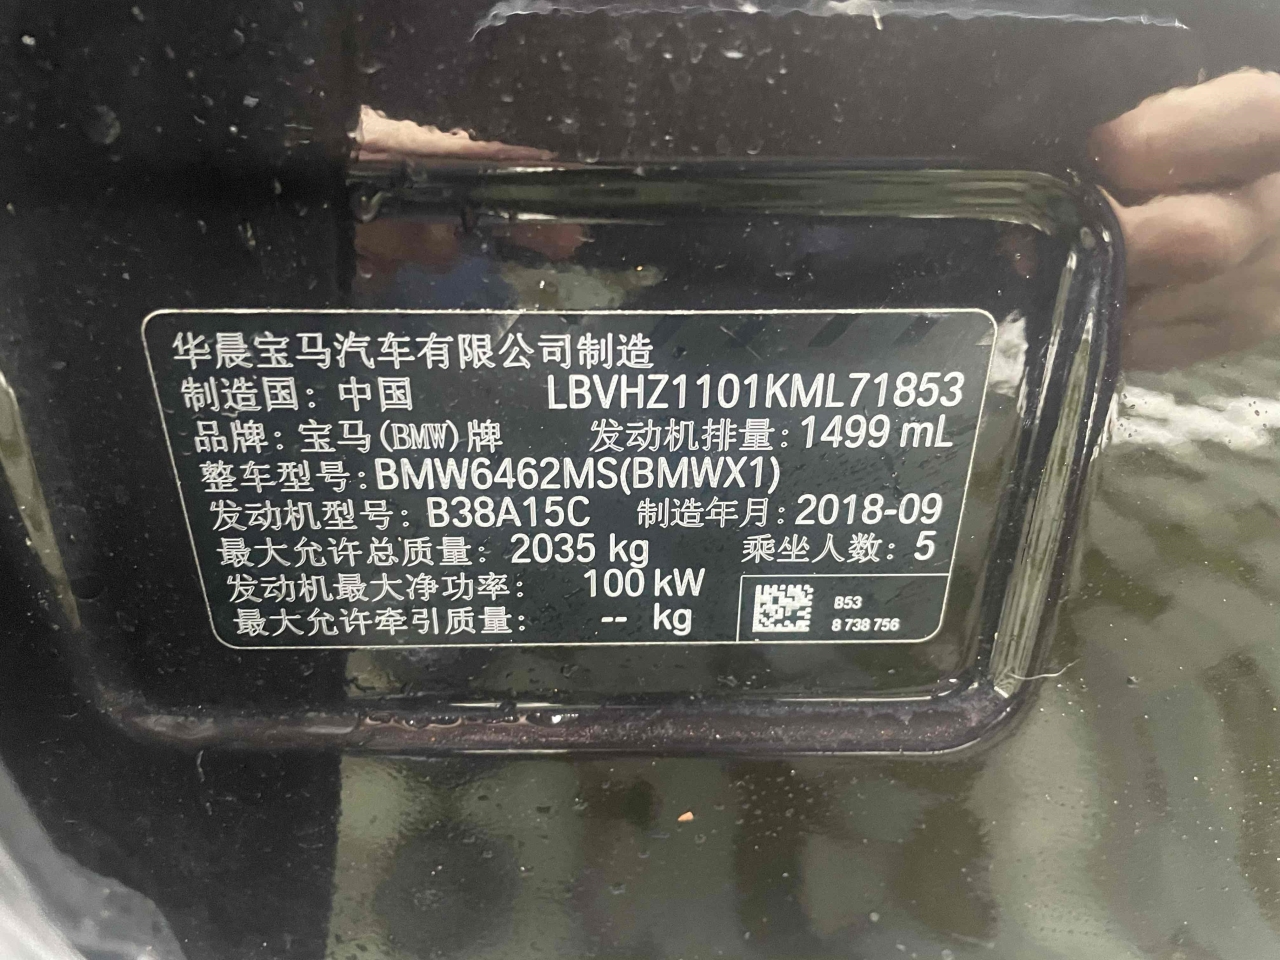 华晨宝马汽车有限公司制造
制造国：中国 LBVHZ1101KML71853
品牌：宝马(BMW)牌 发动机排量：1499 mL
整车型号：BMW6462MS(BMWX1)
发动机型号：B38A15C 制造年月：2018-09
最大允许总质量：2035 kg 乘坐人数：5
发动机最大净功率：100 kW
最大允许牵引质量：-- kg
B53
8 738 756